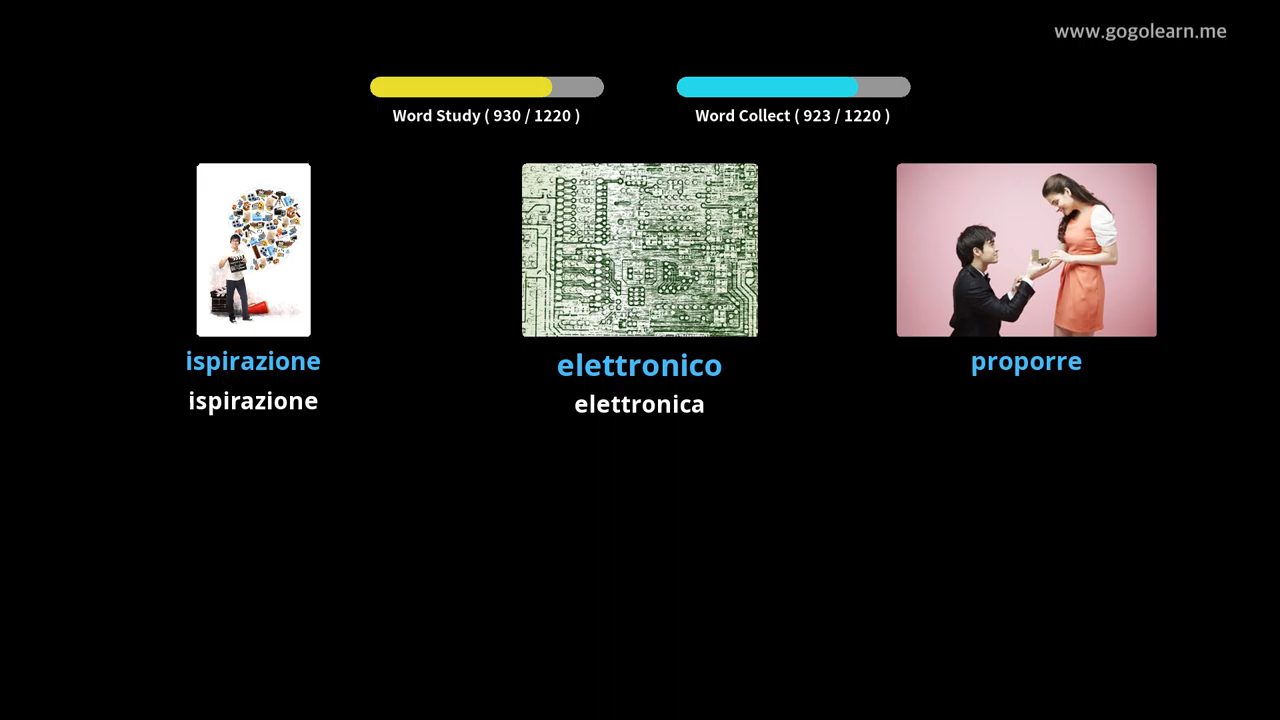 www.gogolearn.me
Word Study ( 930 / 1220 )
Word Collect ( 923 / 1220 )
ispirazione
elettronico
proporre
ispirazione
elettronica